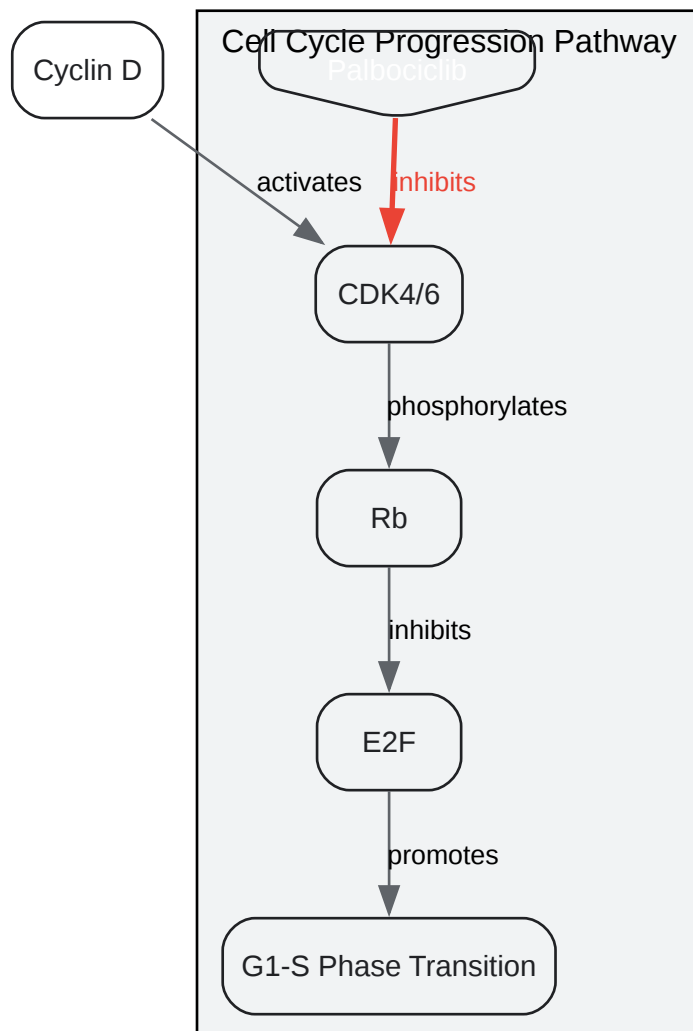 Cell Cycle Progression Pathway
Cyclin D
Palbociclib
activates
inhibits
CDK4/6
phosphorylates
Rb
inhibits
E2F
promotes
G1-S Phase Transition